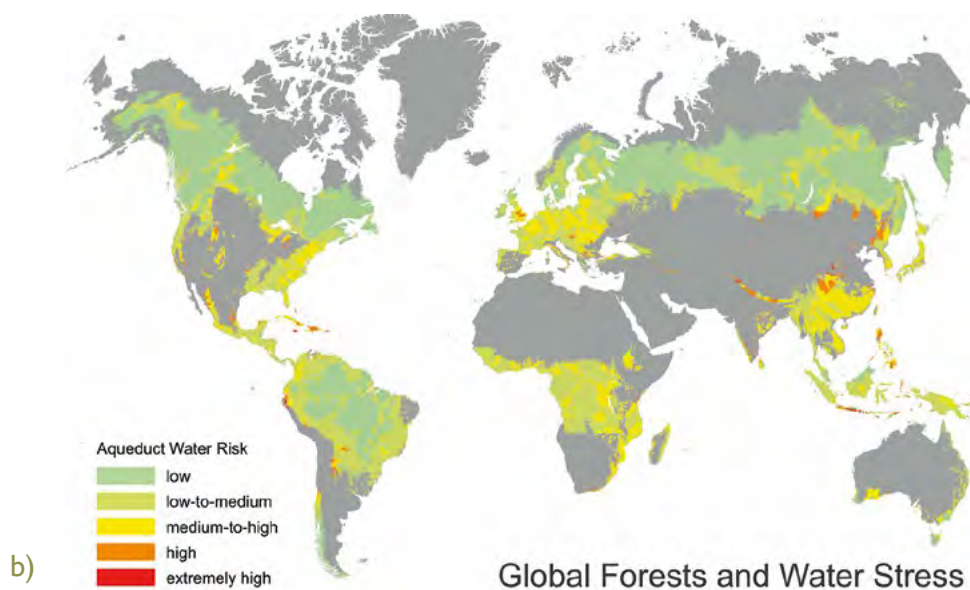 Aqueduct Water Risk
low
low-to-medium
medium-to-high
high
extremely high
b)
Global Forests and Water Stress